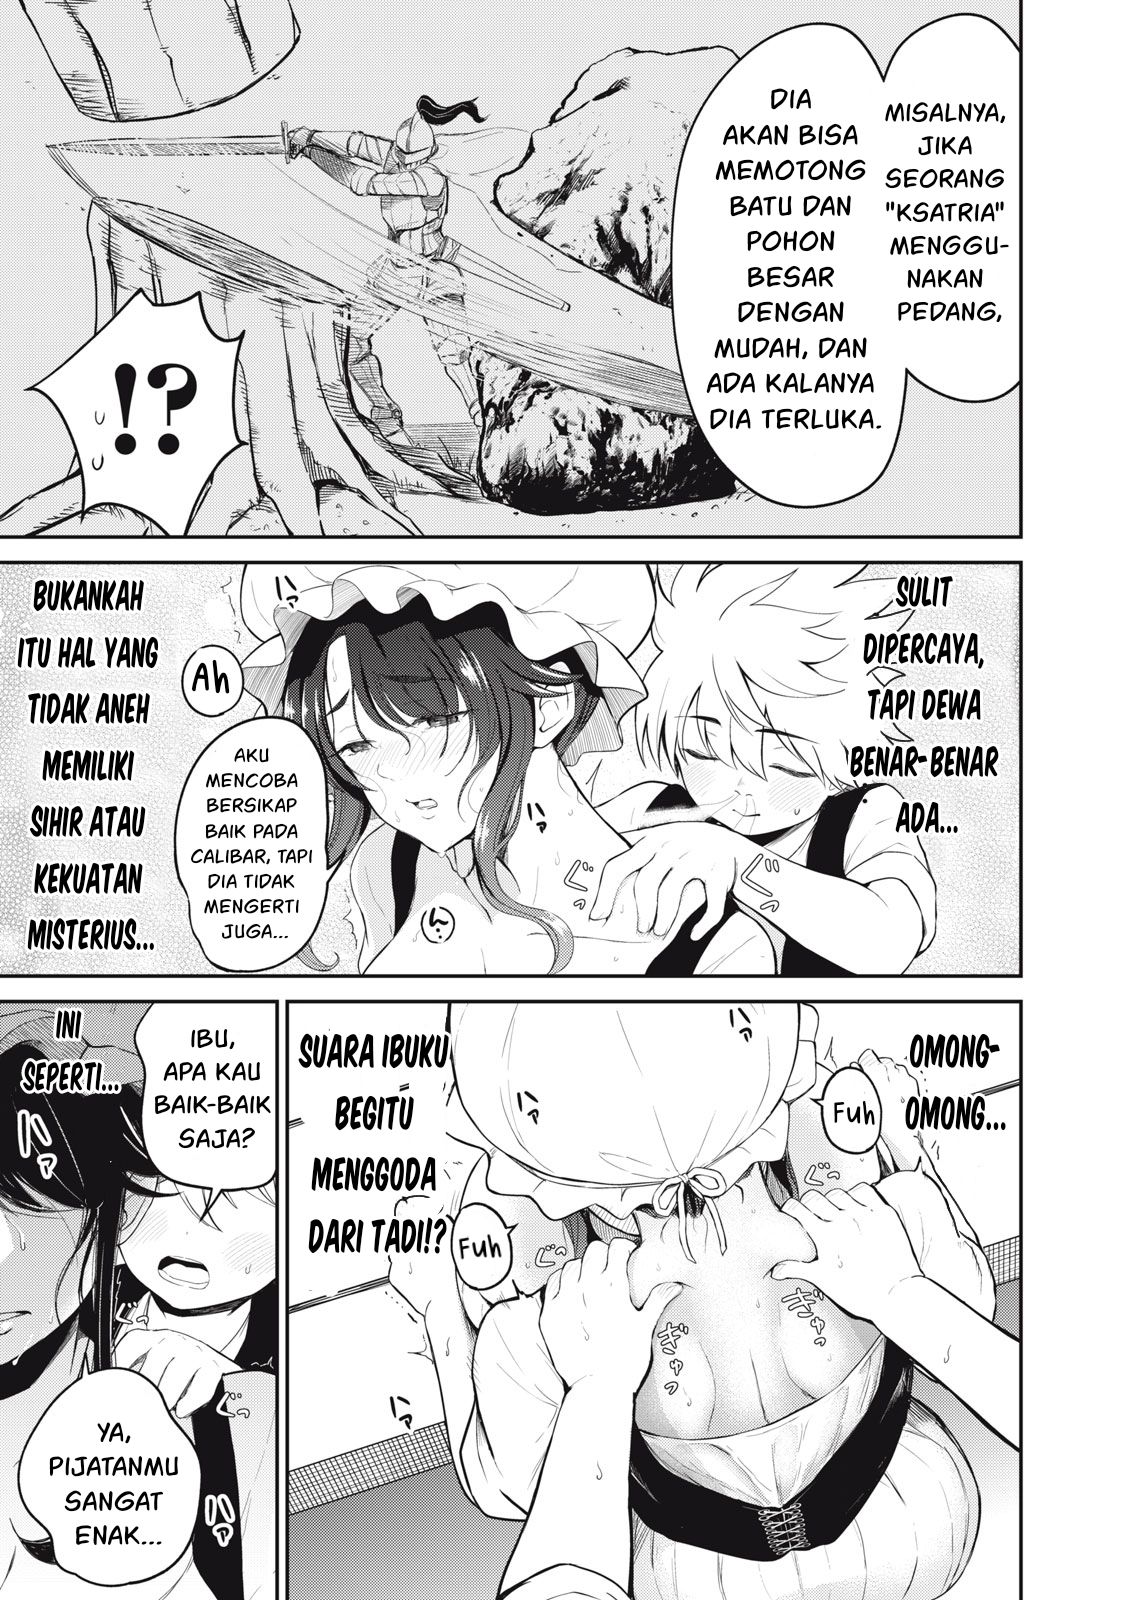 MISALNYA,
JIKA
SEORANG
"KSATRIA"
MENGGU-
NAKAN
PEDANG,
DIA
AKAN BISA
MEMOTONG
BATU DAN
POHON
BESAR
DENGAN
MUDAH, DAN
ADA KALANYA
DIA TERLUKA.
!?
SULIT
DIPERCAYA,
TAPI DEWA
BENAR-BENAR
ADA...
Ah
AKU
MENCOBA
BERSIKAP
BAIK PADA
CALIBAR, TAPI
DIA TIDAK
MENGERTI
JUGA...
BUKANKAH
ITU HAL YANG
TIDAK ANEH
MEMILIKI
SIHIR ATAU
KEKUATAN
MISTERIUS...
OMONG-
OMONG...
Fuh
Fuh
SUARA IBUKU
BEGITU
MENGGODA
DARI TADI!?
IBU,
APA KAU
BAIK-BAIK
SAJA?
INI
SEPERTI...
YA,
PIJATANMU
SANGAT
ENAK...